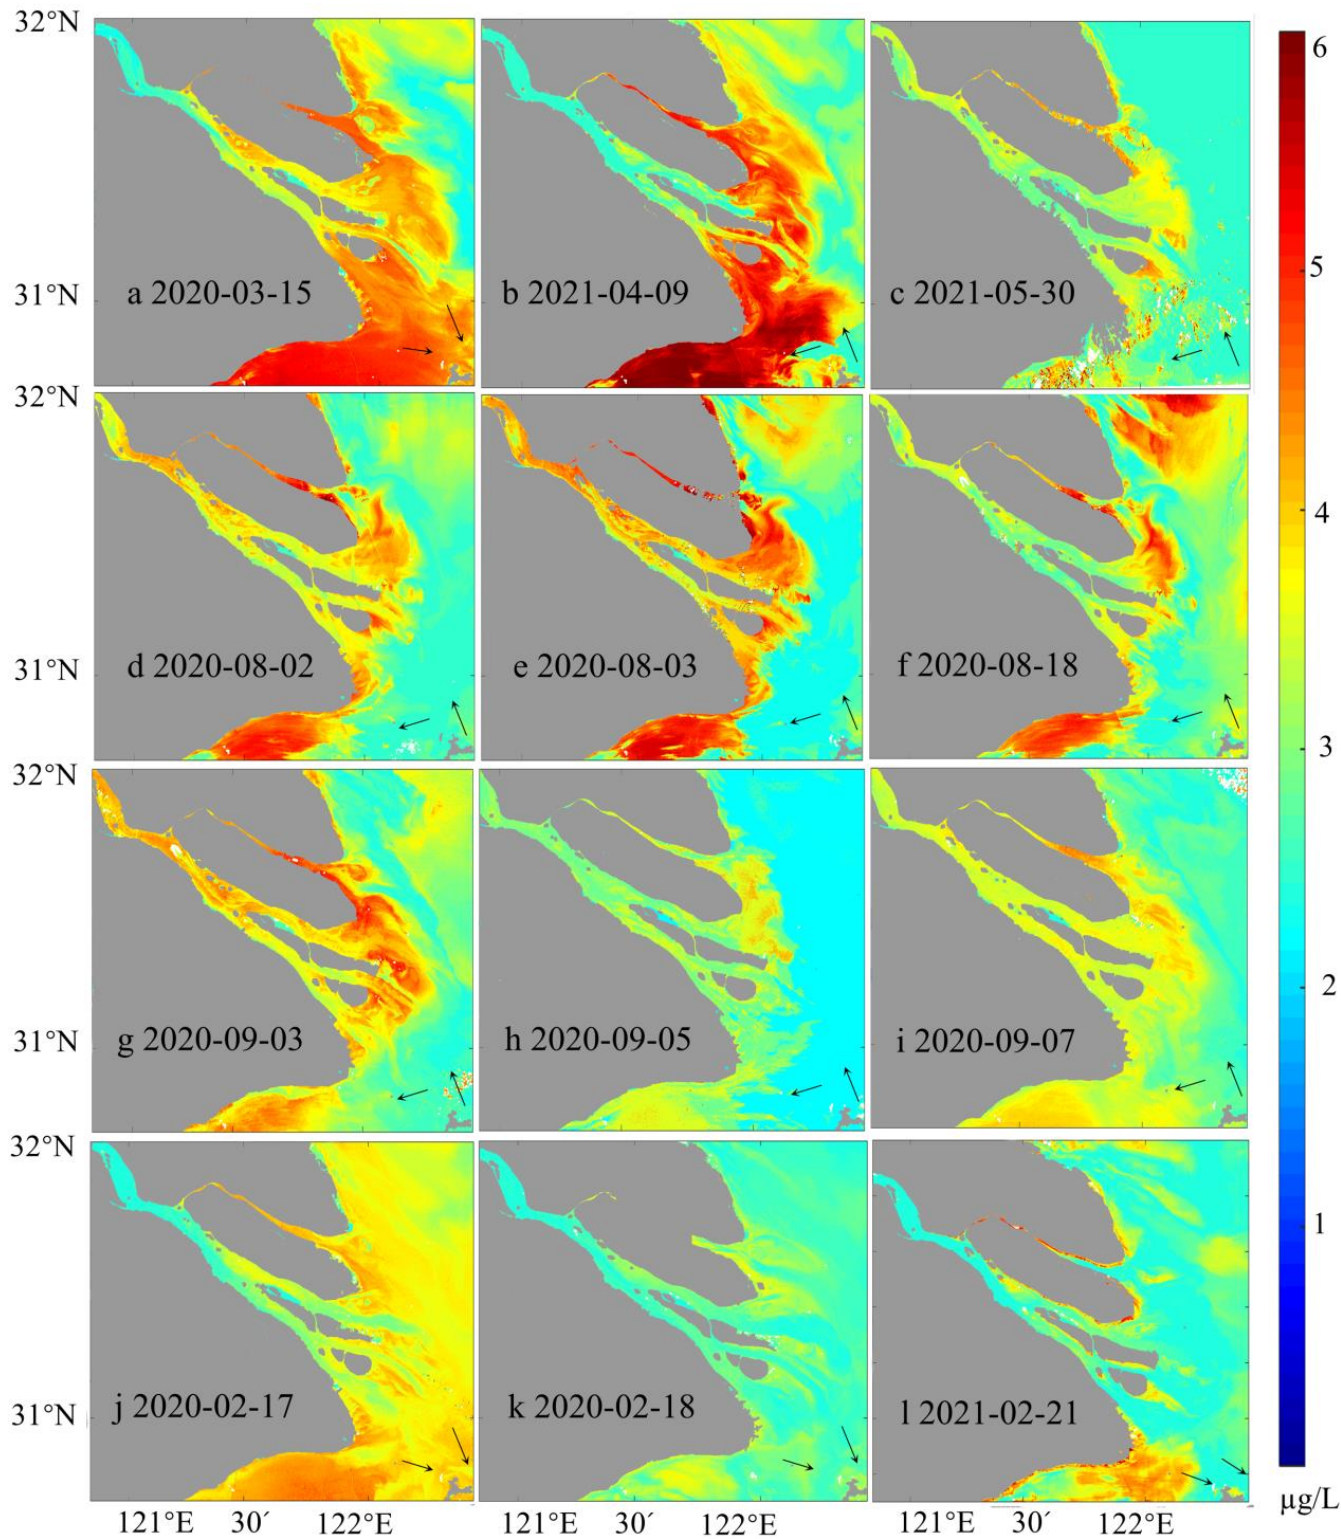 32°N
6
a 2020-03-15
b 2021-04-09
c 2021-05-30
5
31°N
32°N
4
d 2020-08-02
e 2020-08-03
f 2020-08-18
31°N
3
32°N
2
g 2020-09-03
h 2020-09-05
i 2020-09-07
31°N
32°N
1
j 2020-02-17
k 2020-02-18
l 2021-02-21
31°N
µg/L
121°E 30′ 122°E
30′ 122°E
121°E 30′ 122°E